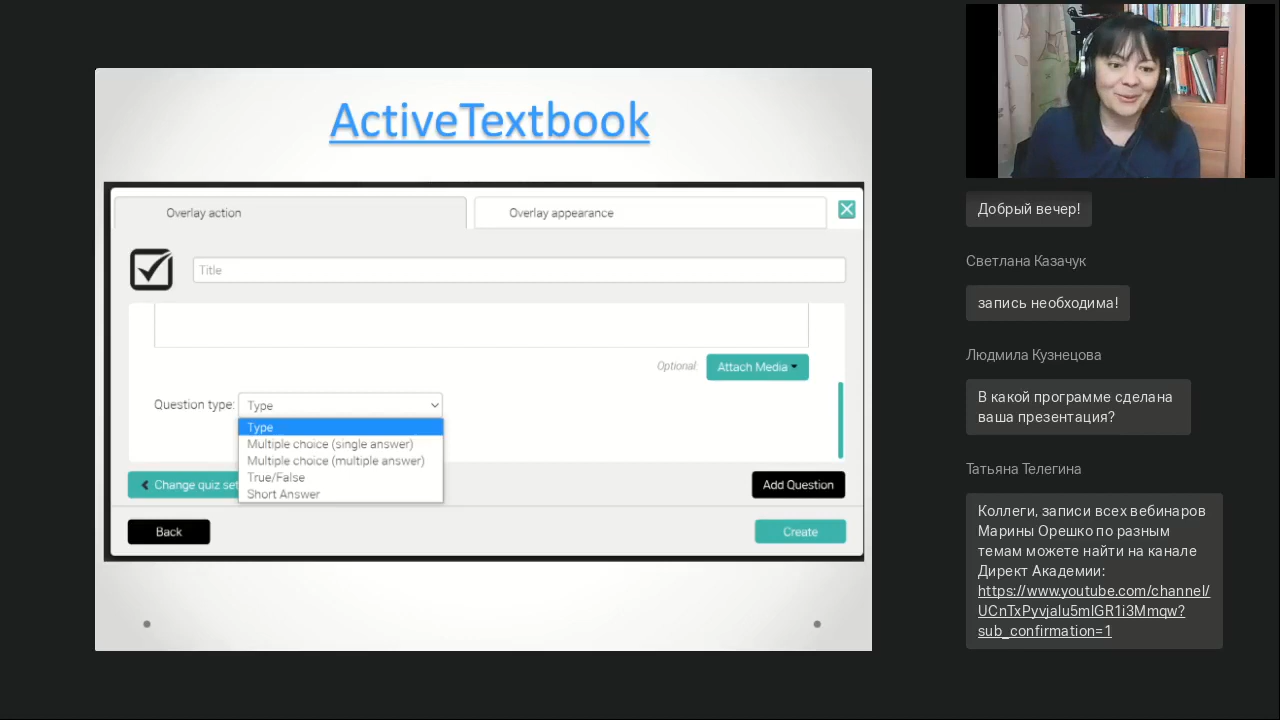 ActiveTextbook
Overlay action
Overlay appearance
Title
Optional:
Attach Media
Question type:
Type
Type
Multiple choice (single answer)
Multiple choice (multiple answer)
True/False
Short Answer
Change quiz set
Add Question
Back
Create
Добрый вечер!
Светлана Казачук
запись необходима!
Людмила Кузнецова
В какой программе сделана
ваша презентация?
Татьяна Телегина
Коллеги, записи всех вебинаров
Марины Орешко по разным
темам можете найти на канале
Директ Академии:
https://www.youtube.com/channel/
UCnTxPyvjalu5mlGR1i3Mmqw?
sub_confirmation=1